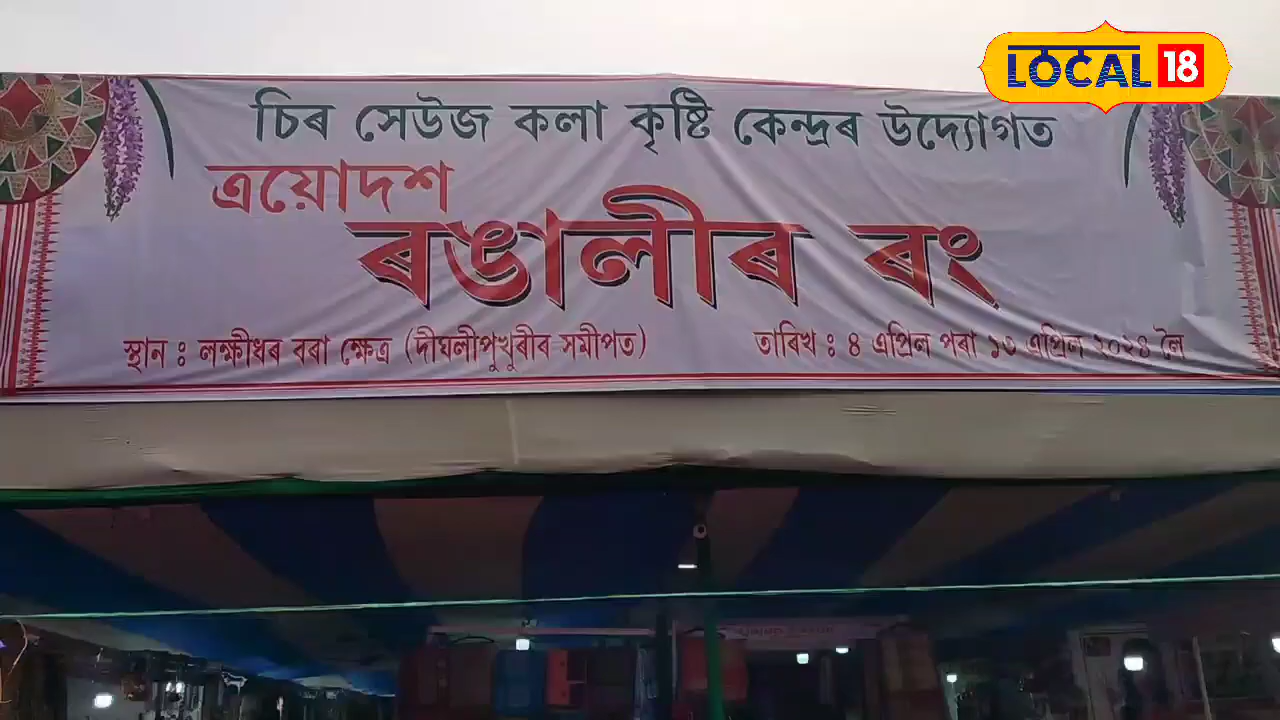 LOCAL 18
চিৰ সেউজ কলা কৃষ্টি কেন্দ্ৰৰ উদ্যোগত
ত্ৰয়োদশ
ৰঙালীৰ ৰং
স্থান : লক্ষীধৰ বৰা ক্ষেত্ৰ (দীঘলীপুখুৰীৰ সমীপত)
তাৰিখ : ৪ এপ্ৰিল পৰা ১৩ এপ্ৰিল ২০২৪ লৈ